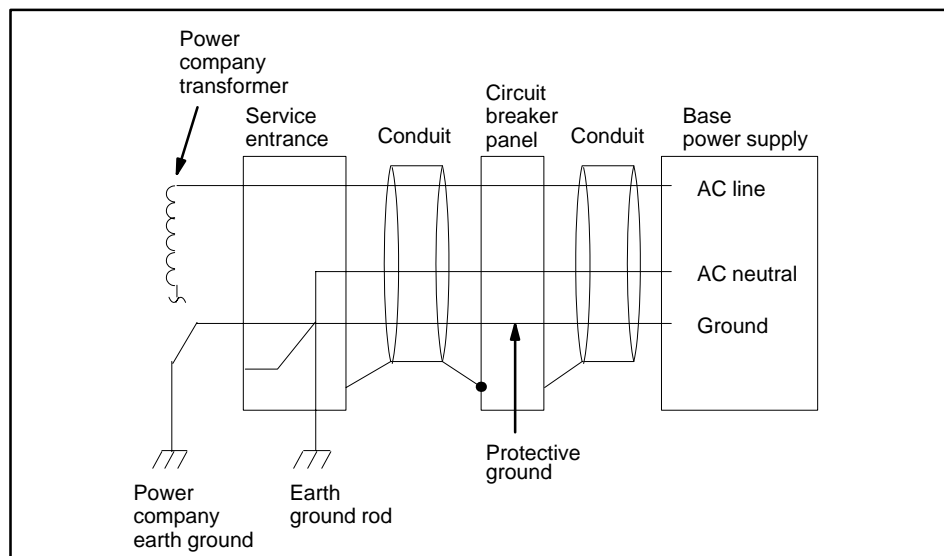 Power
company
transformer
Service
entrance
Conduit
Circuit
breaker
panel
Conduit
Base
power supply
AC line
AC neutral
Ground
Protective
ground
Power
company
earth ground
Earth
ground rod